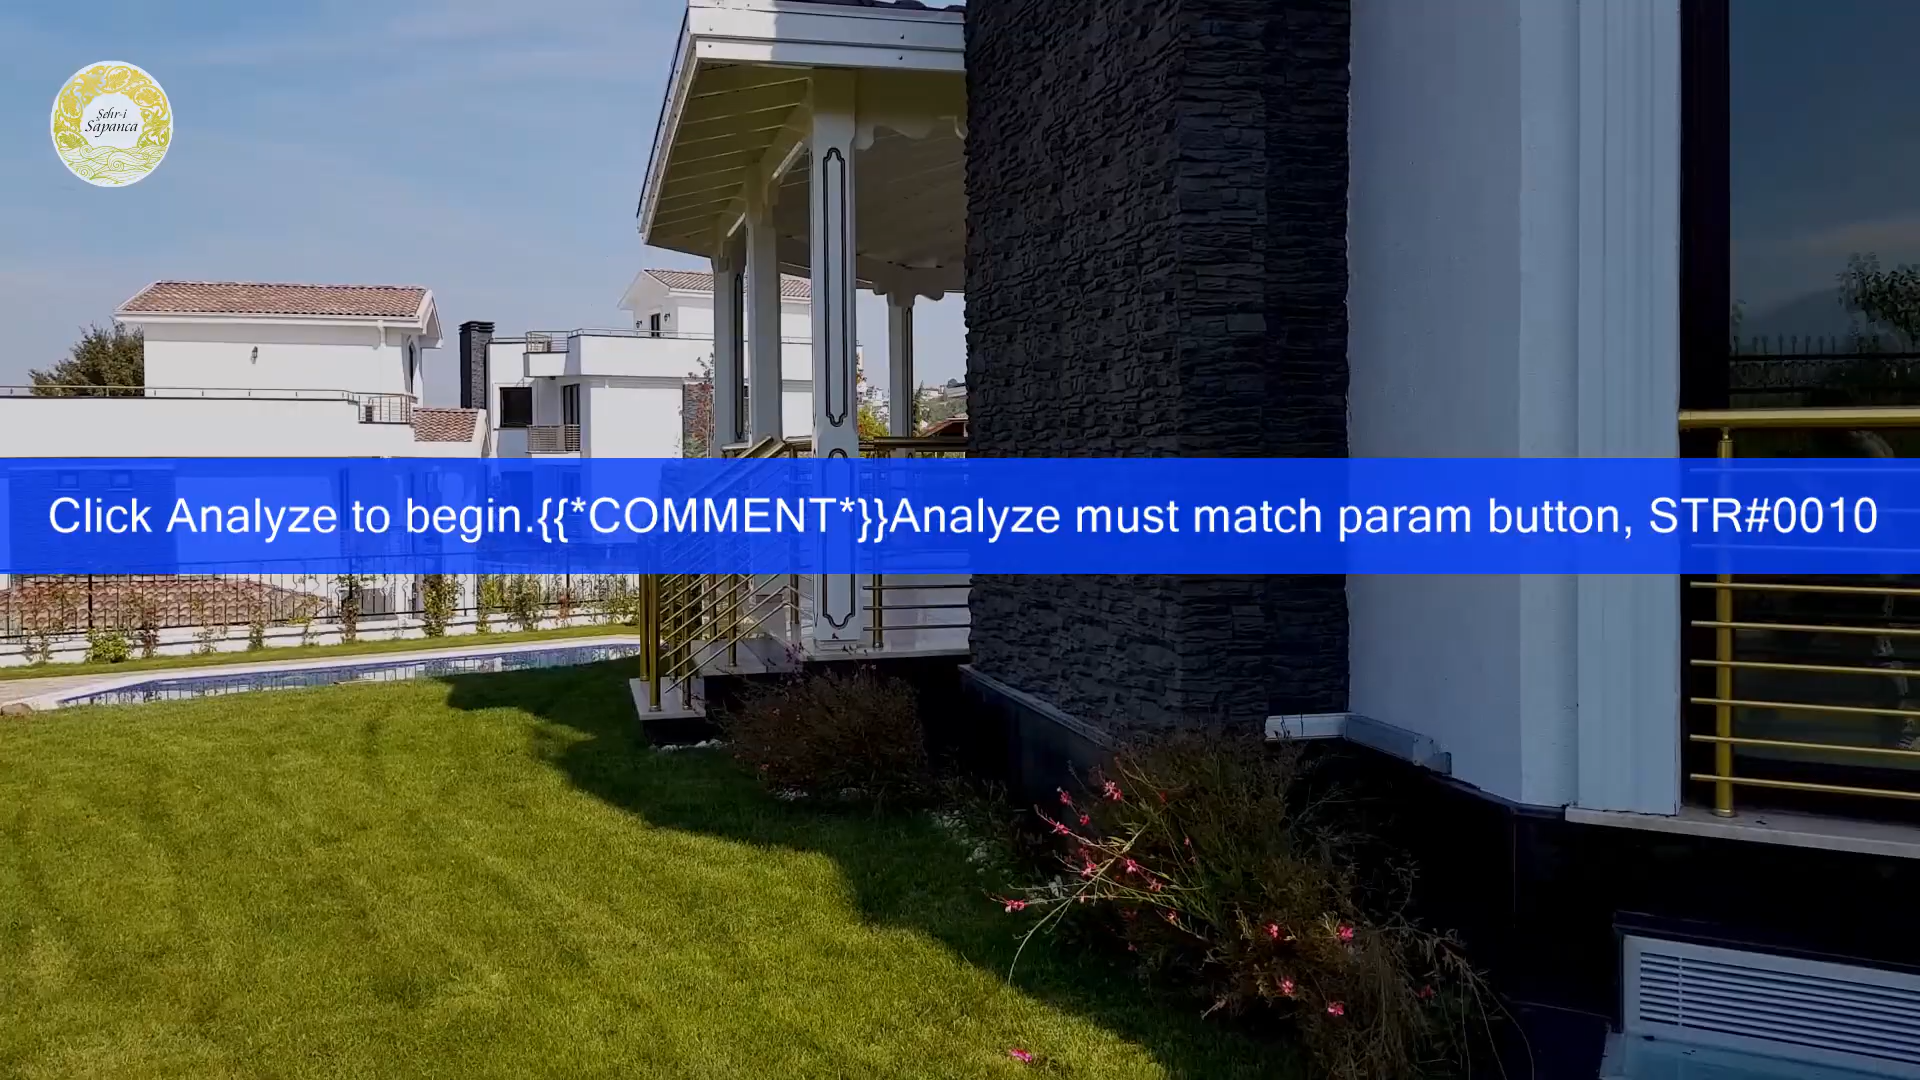 Şehr-i
Sapanca
Click Analyze to begin.{{*COMMENT*}}Analyze must match param button, STR#0010